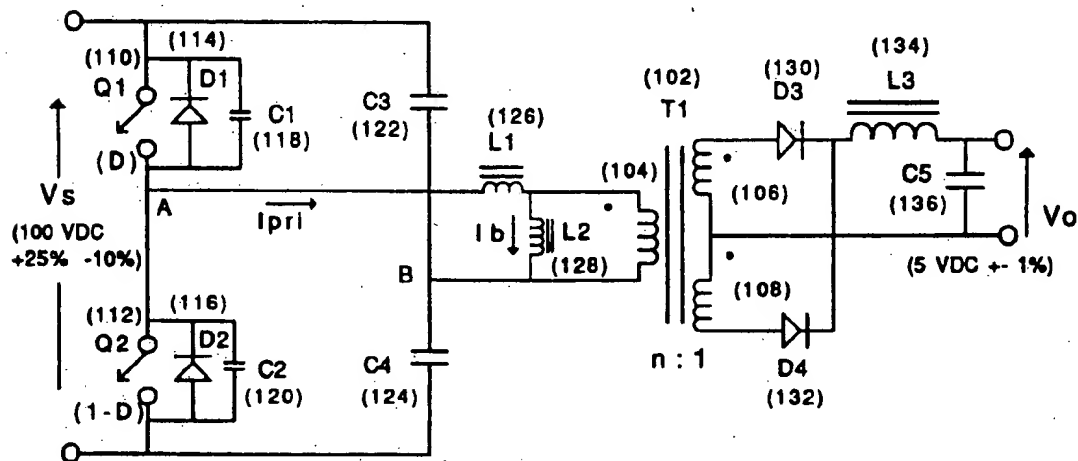 (110)
(114)
Q1
D1
C1
(118)
(D)
C3
(122)
Vs
(100 VDC
+25% -10%)
A
Ipri
B
(126)
L1
(104)
Ib
L2
(128)
(102)
T1
(106)
(108)
n : 1
(130)
D3
(134)
L3
C5
(136)
Vo
(5 VDC +- 1%)
D4
(132)
(112)
(116)
Q2
D2
C2
(120)
(1-D)
C4
(124)